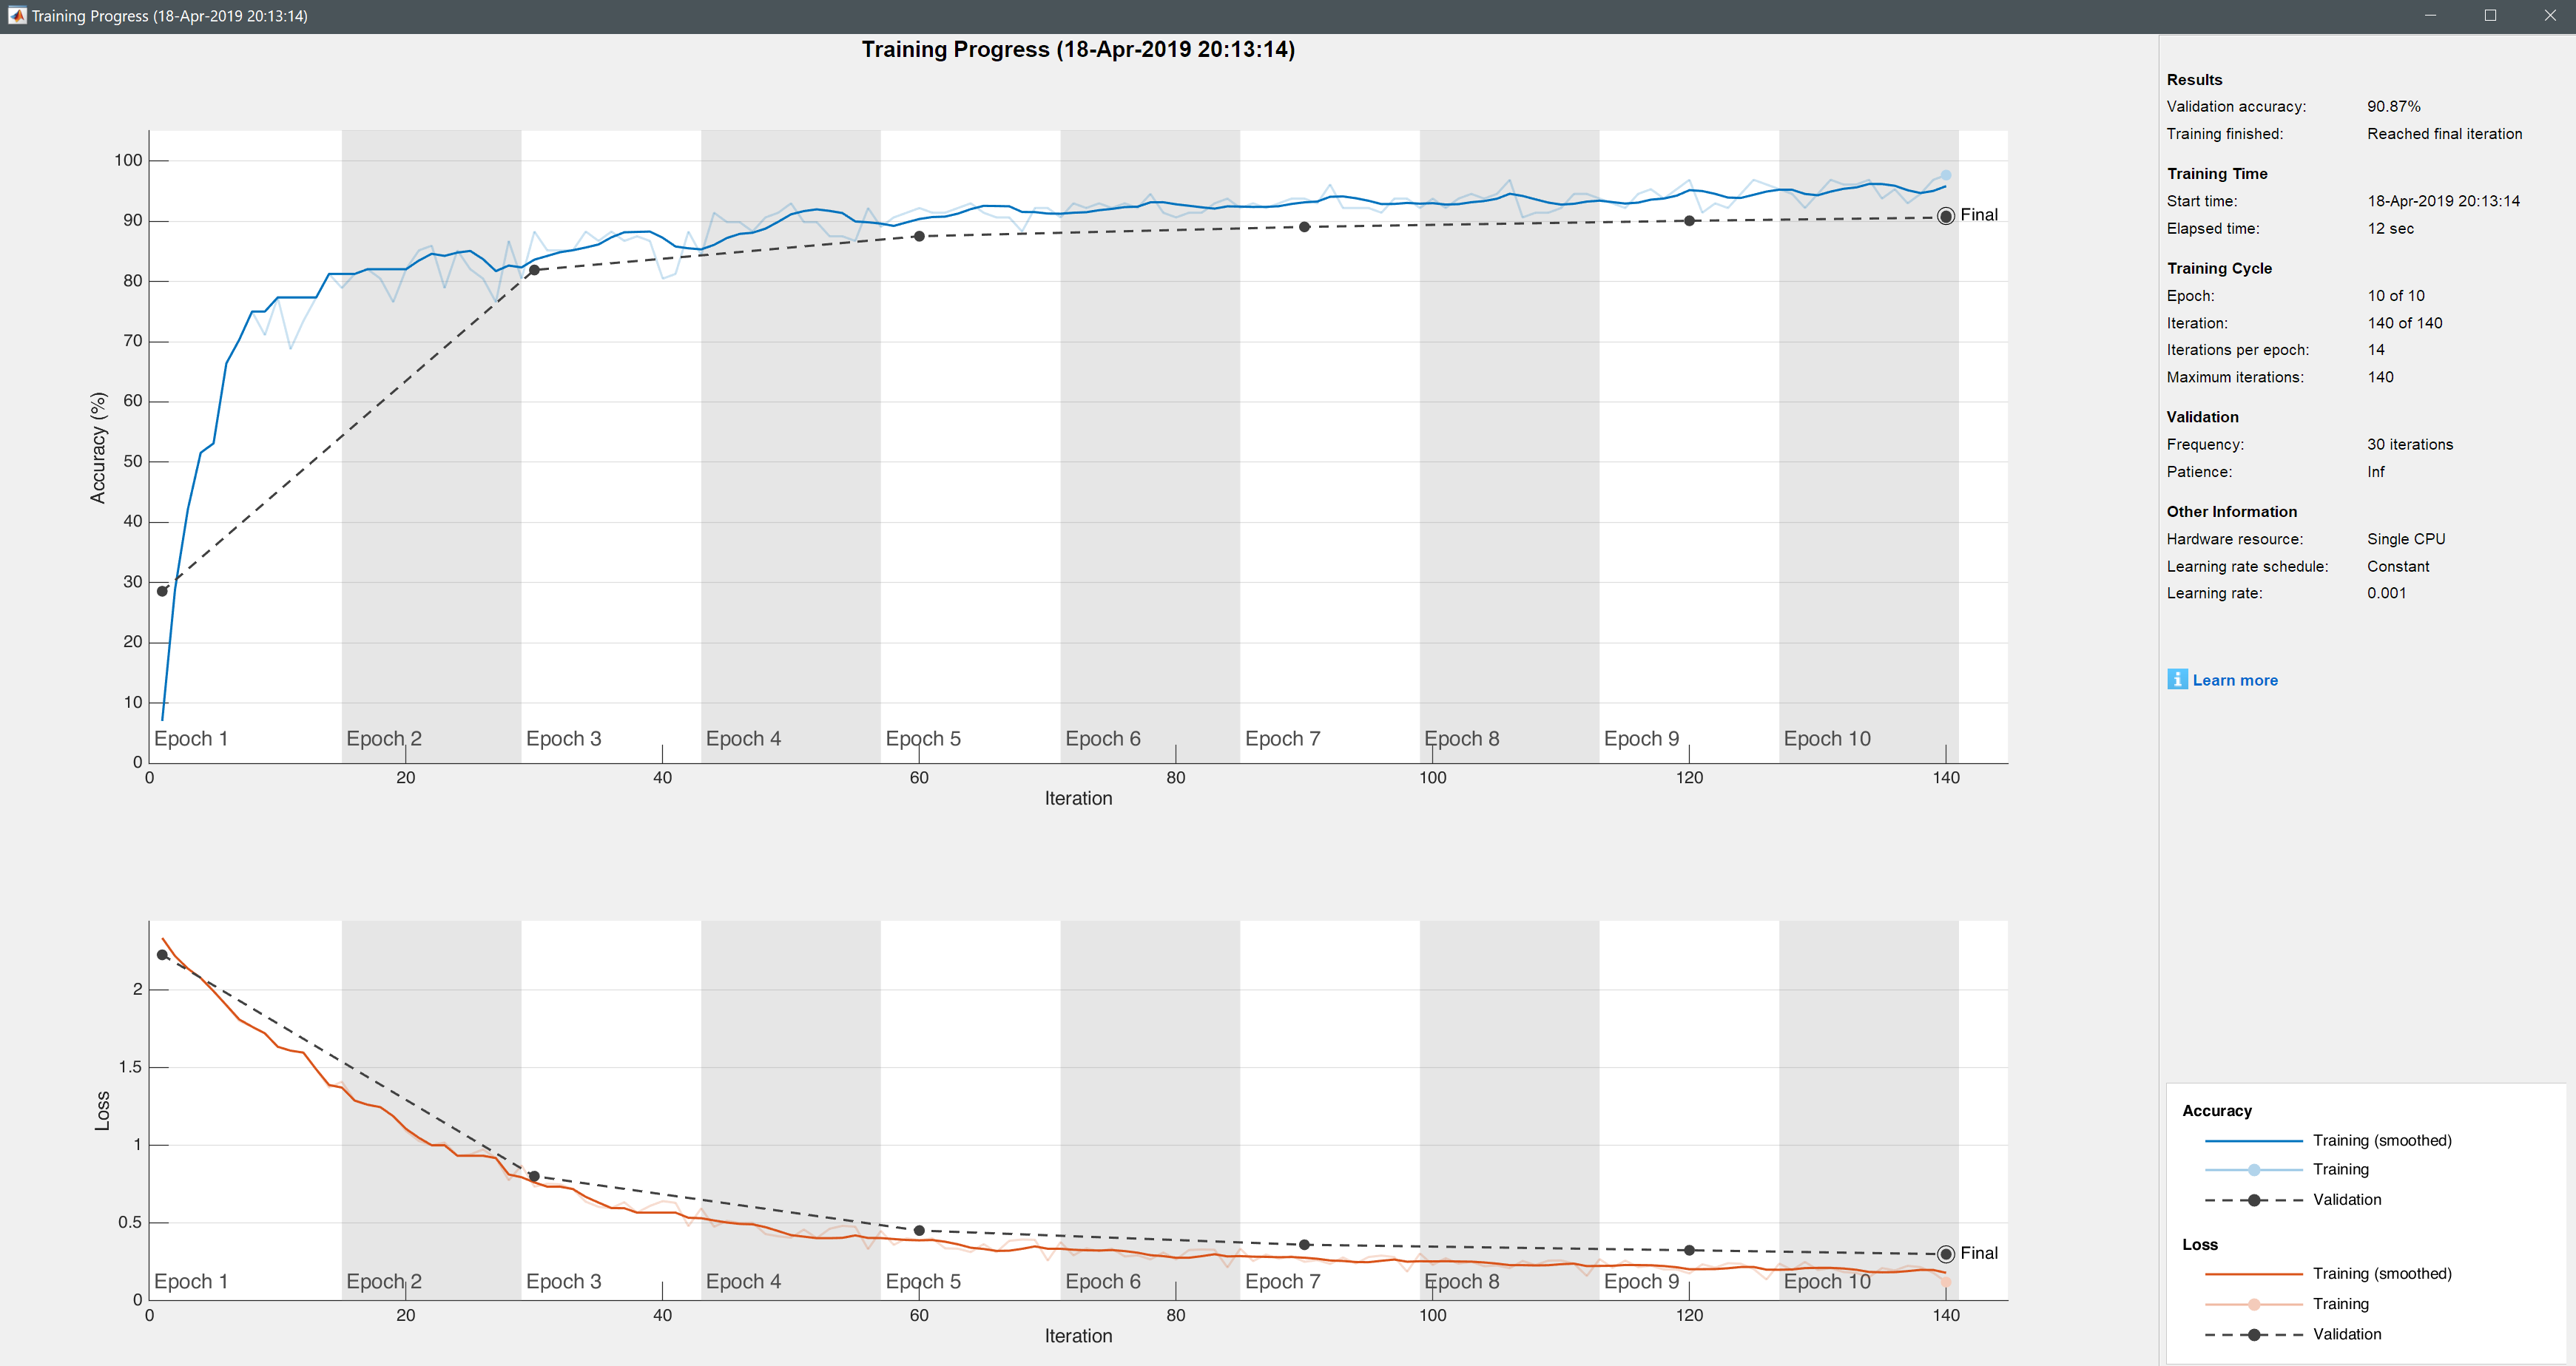 Training Progress (18-Apr-2019 20:13:14)
Training Progress (18-Apr-2019 20:13:14)
100
90
80
70
60
50
40
30
20
10
0
Accuracy (%)
Epoch 1 Epoch 2 Epoch 3 Epoch 4 Epoch 5 Epoch 6 Epoch 7 Epoch 8 Epoch 9 Epoch 10
Final
0 20 40 60 80 100 120 140
Iteration
2
1.5
1
0.5
0
Loss
Final
Epoch 1 Epoch 2 Epoch 3 Epoch 4 Epoch 5 Epoch 6 Epoch 7 Epoch 8 Epoch 9 Epoch 10
0 20 40 60 80 100 120 140
Iteration
Results
Validation accuracy: 90.87%
Training finished: Reached final iteration
Training Time
Start time: 18-Apr-2019 20:13:14
Elapsed time: 12 sec
Training Cycle
Epoch: 10 of 10
Iteration: 140 of 140
Iterations per epoch: 14
Maximum iterations: 140
Validation
Frequency: 30 iterations
Patience: Inf
Other Information
Hardware resource: Single CPU
Learning rate schedule: Constant
Learning rate: 0.001
i Learn more
Accuracy
Training (smoothed)
Training
Validation
Loss
Training (smoothed)
Training
Validation